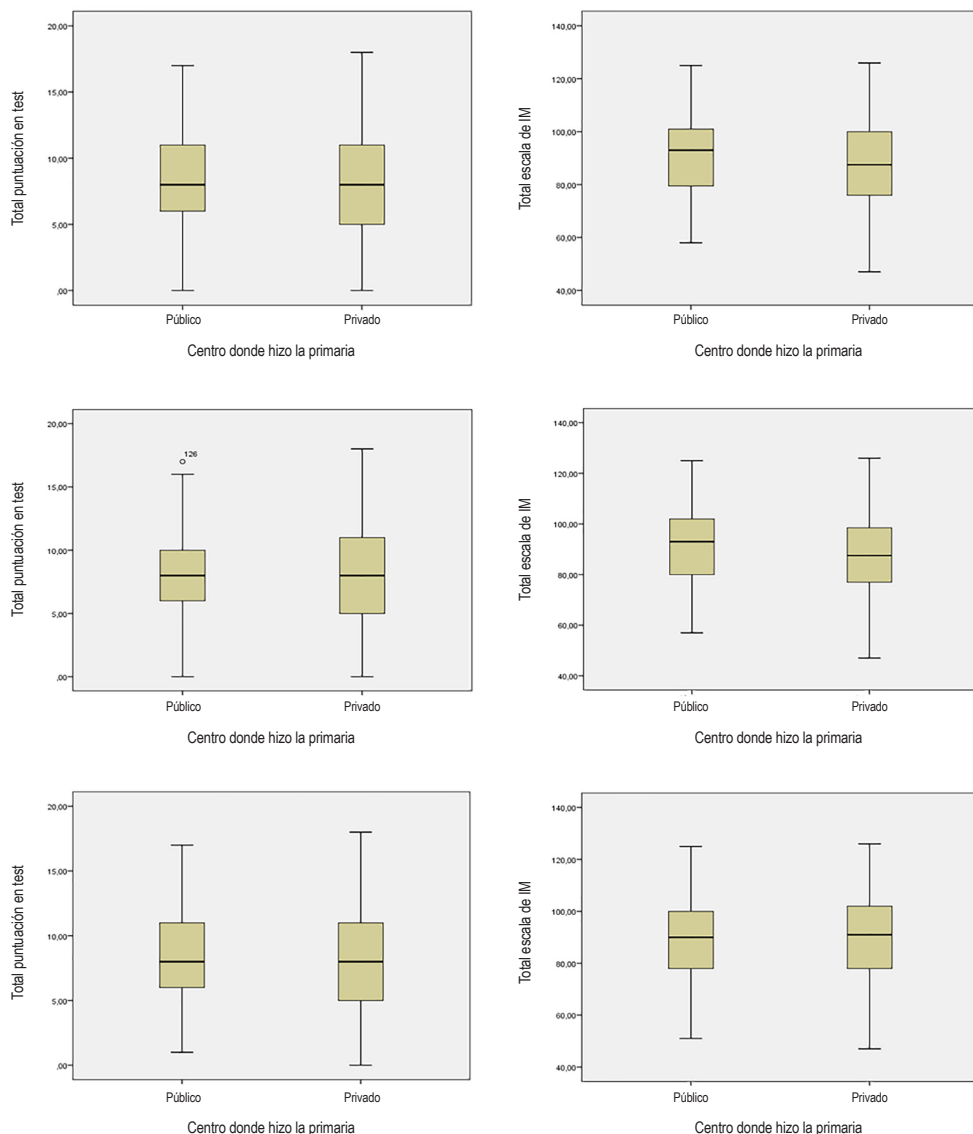 20,00
15,00
10,00
5,00
,00
Total puntuación en test
Público
Privado
Centro donde hizo la primaria
140,00
120,00
100,00
80,00
60,00
40,00
Total escala de IM
Público
Privado
Centro donde hizo la primaria
20,00
15,00
10,00
5,00
,00
Total puntuación en test
126
Público
Privado
Centro donde hizo la primaria
140,00
120,00
100,00
80,00
60,00
40,00
Total escala de IM
Público
Privado
Centro donde hizo la primaria
20,00
15,00
10,00
5,00
,00
Total puntuación en test
Público
Privado
Centro donde hizo la primaria
140,00
120,00
100,00
80,00
60,00
40,00
Total escala de IM
Público
Privado
Centro donde hizo la primaria